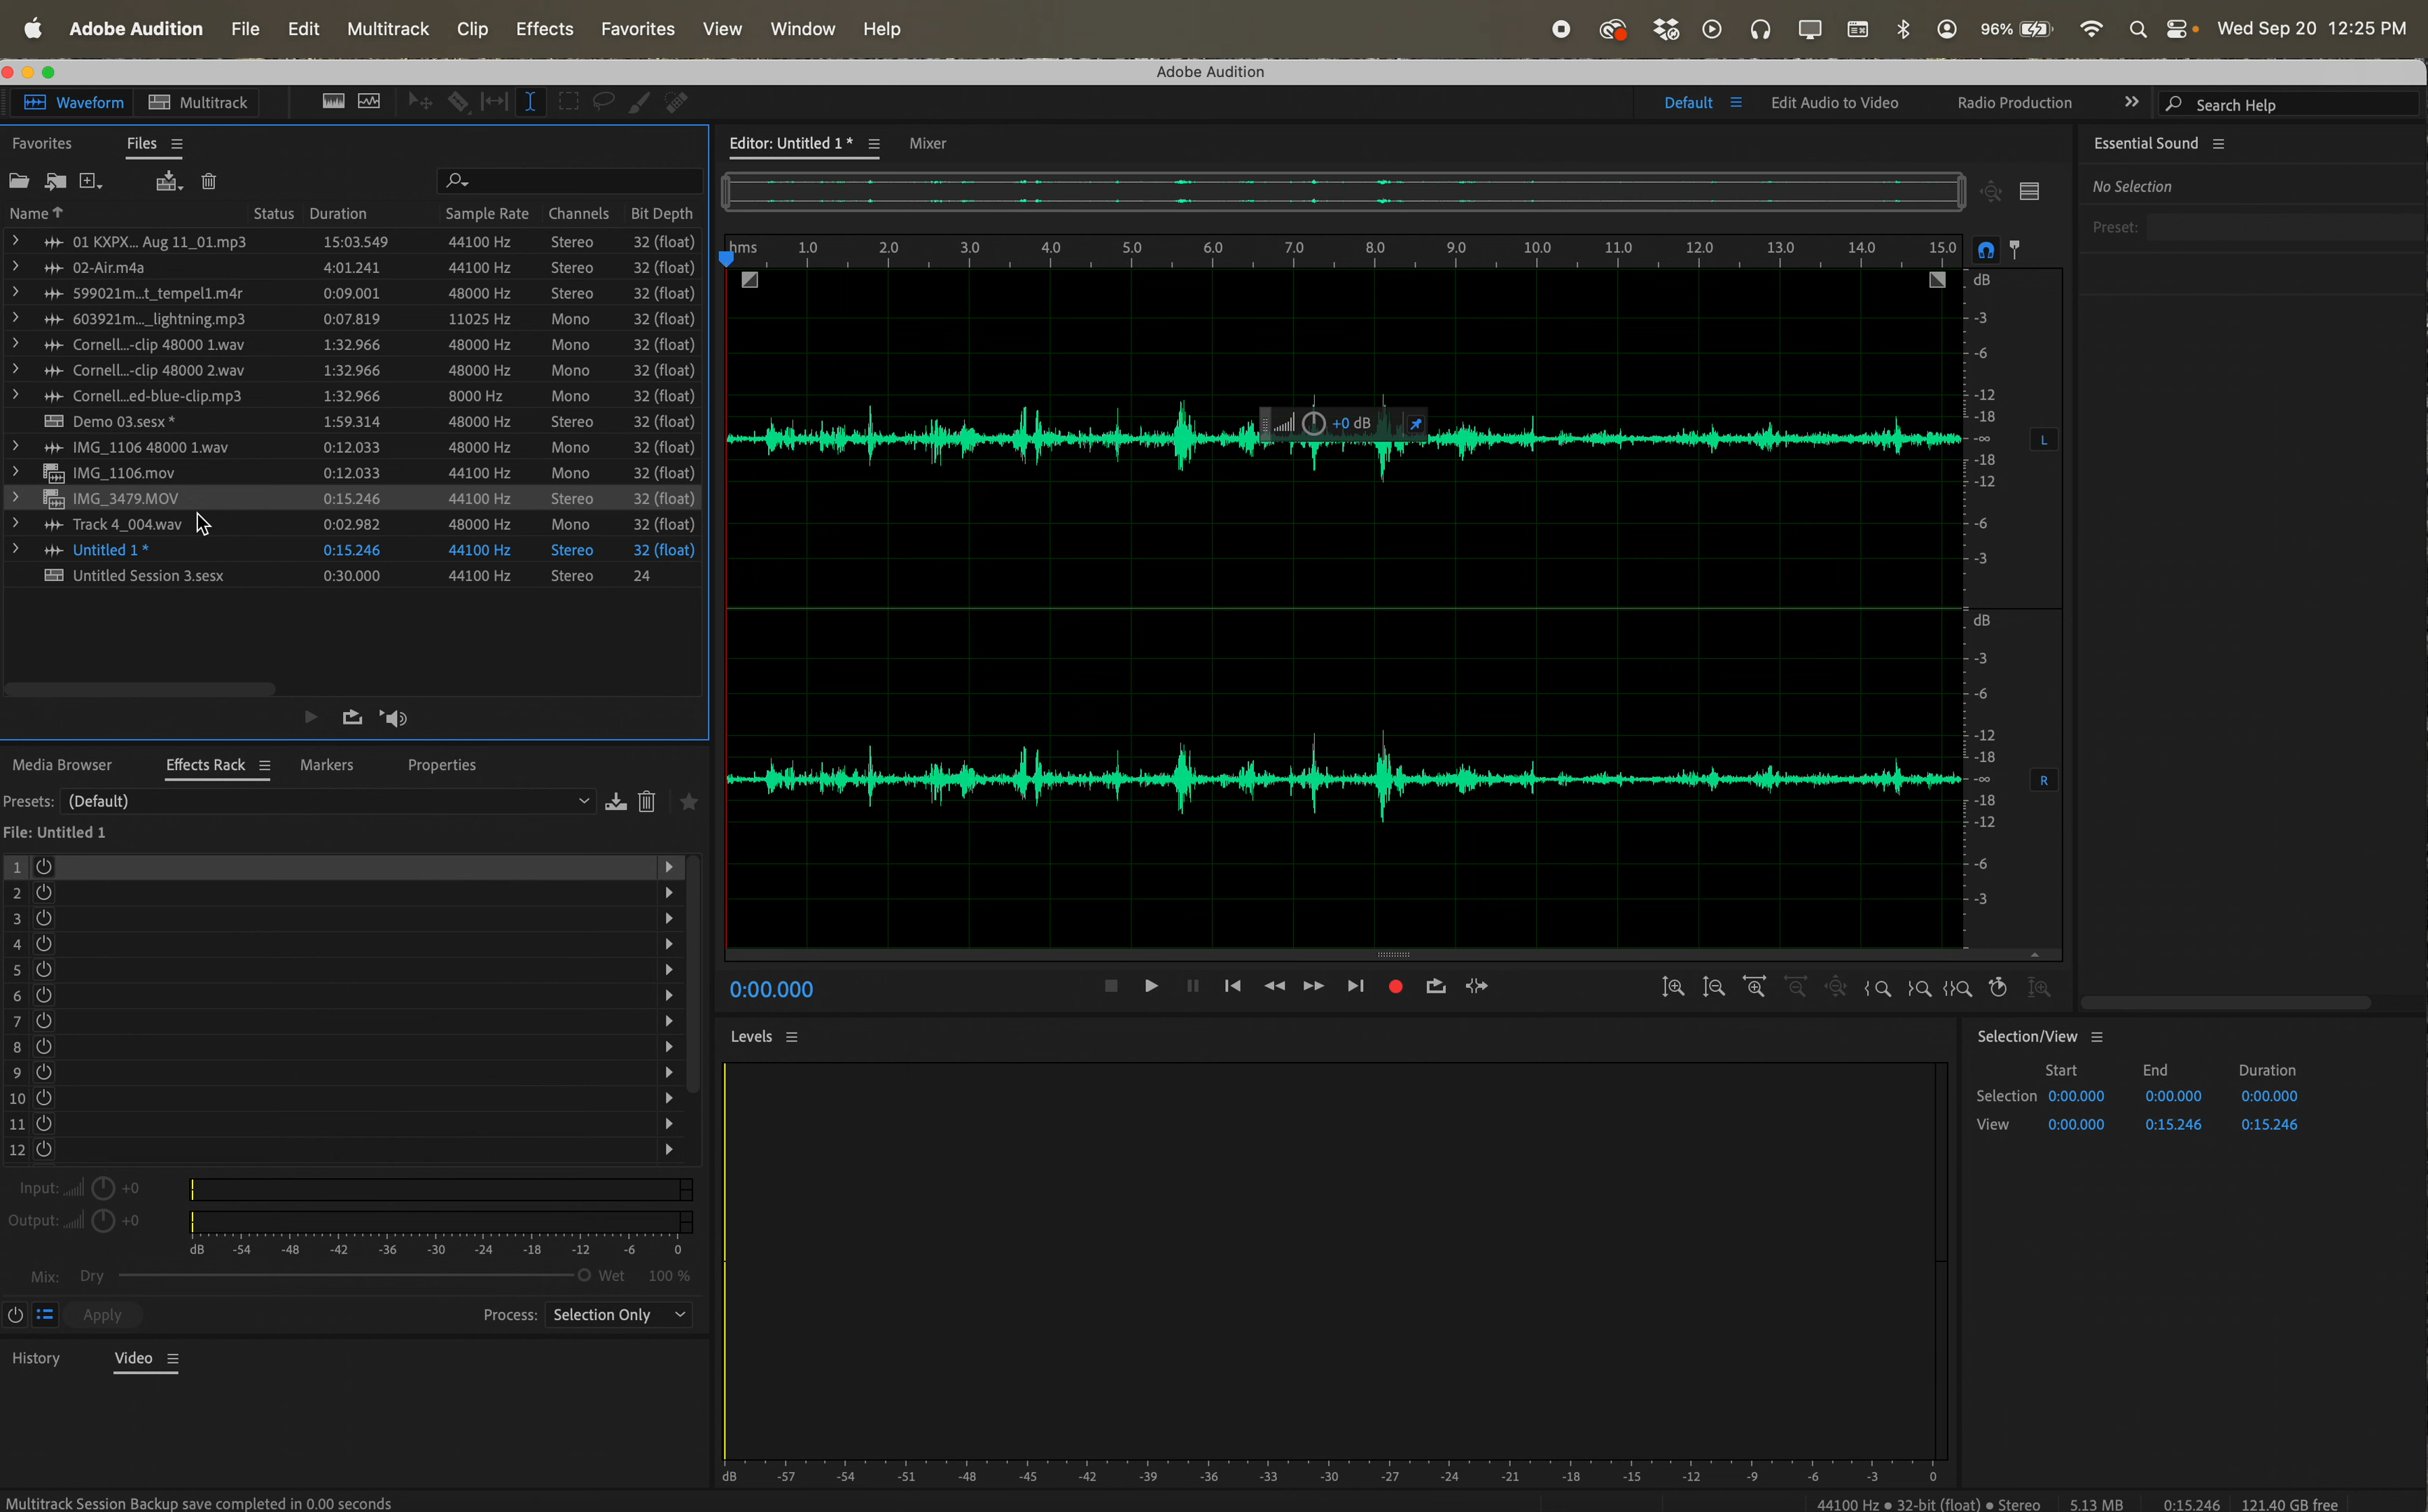 Adobe Audition File Edit Multitrack Clip Effects Favorites View Window Help 96% Wed Sep 20 12:25 PM
Adobe Audition
Waveform Multitrack Default Edit Audio to Video Radio Production Search Help
Favorites Files
Name Status Duration Sample Rate Channels Bit Depth
01 KXPX... Aug 11_01.mp3 15:03.549 44100 Hz Stereo 32 (float)
02-Air.m4a 4:01.241 44100 Hz Stereo 32 (float)
599021m...t_tempel1.m4r 0:09.001 48000 Hz Stereo 32 (float)
603921m..._lightning.mp3 0:07.819 11025 Hz Mono 32 (float)
Cornell...-clip 48000 1.wav 1:32.966 48000 Hz Mono 32 (float)
Cornell...-clip 48000 2.wav 1:32.966 48000 Hz Mono 32 (float)
Cornell...ed-blue-clip.mp3 1:32.966 8000 Hz Mono 32 (float)
Demo 03.sesx * 1:59.314 48000 Hz Stereo 32 (float)
IMG_1106 48000 1.wav 0:12.033 48000 Hz Mono 32 (float)
IMG_1106.mov 0:12.033 44100 Hz Mono 32 (float)
IMG_3479.MOV 0:15.246 44100 Hz Stereo 32 (float)
Track 4_004.wav 0:02.982 48000 Hz Mono 32 (float)
Untitled 1 * 0:15.246 44100 Hz Stereo 32 (float)
Untitled Session 3.sesx 0:30.000 44100 Hz Stereo 24
Media Browser Effects Rack Markers Properties
Presets: (Default)
File: Untitled 1
1
2
3
4
5
6
7
8
9
10
11
12
Input: +0
Output: +0
dB -54 -48 -42 -36 -30 -24 -18 -12 -6 0
Mix: Dry Wet 100 %
Apply Process: Selection Only
History Video
Multitrack Session Backup save completed in 0.00 seconds
Editor: Untitled 1 * Mixer
hms 1.0 2.0 3.0 4.0 5.0 6.0 7.0 8.0 9.0 10.0 11.0 12.0 13.0 14.0 15.0
dB
-3
-6
-12
-18
-∞ L
-18
-12
-6
-3
+0 dB
dB
-3
-6
-12
-18
-∞ R
-18
-12
-6
-3
0:00.000
Levels
dB -57 -54 -51 -48 -45 -42 -39 -36 -33 -30 -27 -24 -21 -18 -15 -12 -9 -6 -3 0
Essential Sound
No Selection
Preset:
Selection/View
Start End Duration
Selection 0:00.000 0:00.000 0:00.000
View 0:00.000 0:15.246 0:15.246
44100 Hz ● 32-bit (float) ● Stereo 5.13 MB 0:15.246 121.40 GB free